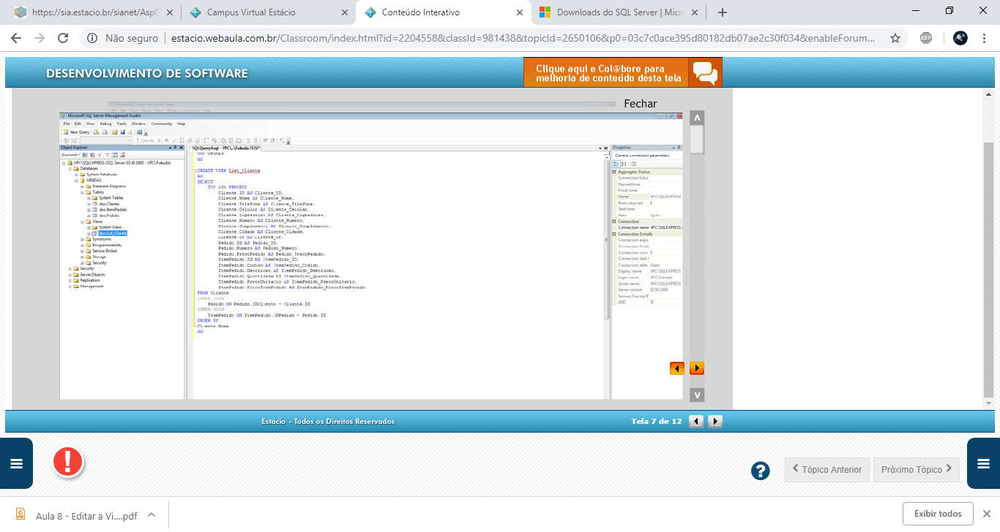 https://sia.estacio.br/sianet/AspC
Campus Virtual Estácio
Conteúdo Interativo
Downloads do SQL Server | Micro
Não seguro
estacio.webaula.com.br/Classroom/index.html?id=2204558&classId=981438&topicId=2650106&p0=03c7c0ace395d80182db07ae2c30f034&enableForum...
ABP
DESENVOLVIMENTO DE SOFTWARE
Clique aqui e Col@bore para
melhoria de conteúdo desta tela
Fechar
Microsoft SQL Server Management Studio
File Edit View Debug Tools Window Community Help
New Query
Execute
Object Explorer
SQLQuery4.sql - VPC\...\Fukuda (52))*
Properties
Connect
Current connection parameters
VPC\SQLEXPRESS (SQL Server 10.50.1600 - VPC\Fukuda)
Databases
System Databases
VENDAS
Database Diagrams
Tables
System Tables
dbo.Cliente
dbo.ItemPedido
dbo.Pedido
Views
System Views
dbo.List_Cliente
Synonyms
Programmability
Service Broker
Storage
Security
Security
Server Objects
Replication
Management
USE VENDAS
GO
CREATE VIEW List_Cliente
AS
SELECT
TOP 100 PERCENT
Cliente.ID AS Cliente_ID,
Cliente.Nome AS Cliente_Nome,
Cliente.Telefone AS Cliente_Telefone,
Cliente.Celular AS Cliente_Celular,
Cliente.Logradouro AS Cliente_Logradouro,
Cliente.Numero AS Cliente_Numero,
Cliente.Complemento AS Cliente_Complemento,
Cliente.Cidade AS Cliente_Cidade,
Cliente.UF AS Cliente_UF,
Pedido.ID AS Pedido_ID,
Pedido.Numero AS Pedido_Numero,
Pedido.PrecoPedido AS Pedido_PrecoPedido,
ItemPedido.ID AS ItemPedido_ID,
ItemPedido.Codigo AS ItemPedido_Codigo,
ItemPedido.Descricao AS ItemPedido_Descricao,
ItemPedido.Quantidade AS ItemPedido_Quantidade,
ItemPedido.PrecoUnitario AS ItemPedido_PrecoUnitario,
ItemPedido.PrecoItemPedido AS ItemPedido_PrecoItemPedido
FROM Cliente
INNER JOIN
Pedido ON Pedido.IDCliente = Cliente.ID
INNER JOIN
ItemPedido ON ItemPedido.IDPedido = Pedido.ID
ORDER BY
Cliente.Nome
GO
Aggregate Status
Connection failur
Elapsed time
Finish time
Name VPC\SQLEXPRESS
Rows returned 0
Start time
State Open
Connection
Connection name VPC\SQLEXPRESS (
Connection Details
Connection elaps
Connection finish
Connection rows 0
Connection start t
Connection state Open
Display name VPC\SQLEXPRESS
Login name VPC\Fukuda
Server name VPC\SQLEXPRESS
Server version 10.50.1600
Session Tracing ID
SPID 52
Estácio - Todos os Direitos Reservados
Tela 7 de 12
Tópico Anterior
Próximo Tópico
Aula 8 - Editar a Vi....pdf
Exibir todos